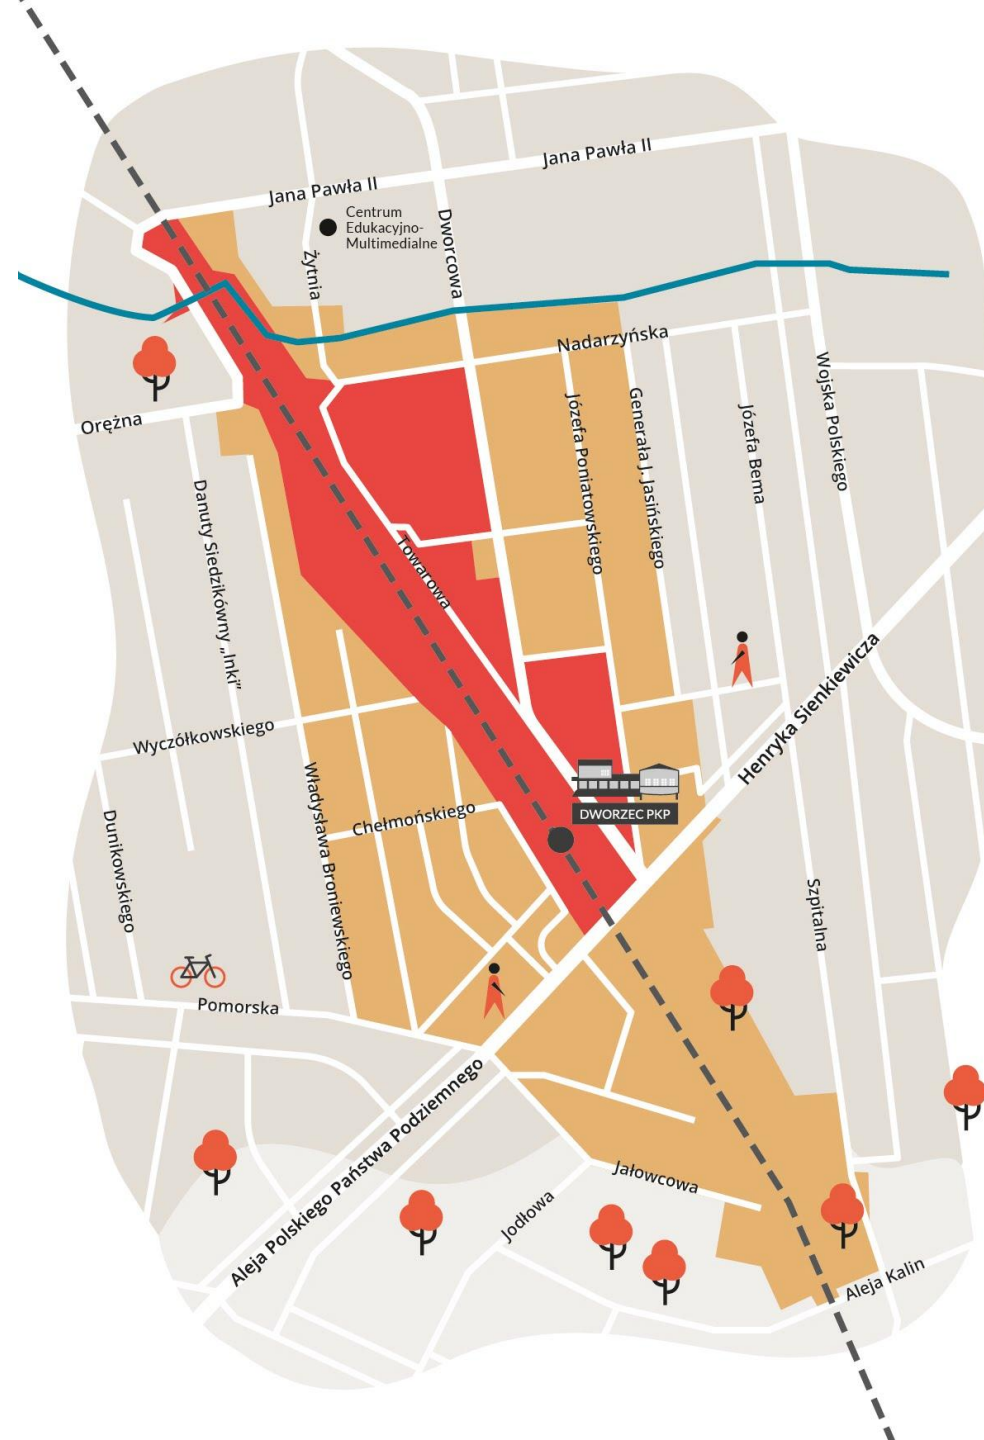 Jana Pawła II
Jana Pawła II
Centrum
Edukacyjno-
Multimedialne
Dworcowa
Żytnia
Nadarzyńska
Orężna
Józefa Poniatowskiego
Generała J. Jasińskiego
Józefa Bema
Wojska Polskiego
Danuty Siedzikówny „Inki”
Towarowa
Henryka Sienkiewicza
Wyczółkowskiego
Władysława Broniewskiego
Chełmońskiego
DWORZEC PKP
Dunikowskiego
Szpitalna
Pomorska
Aleja Polskiego Państwa Podziemnego
Jodłowa
Jałowcowa
Aleja Kalin